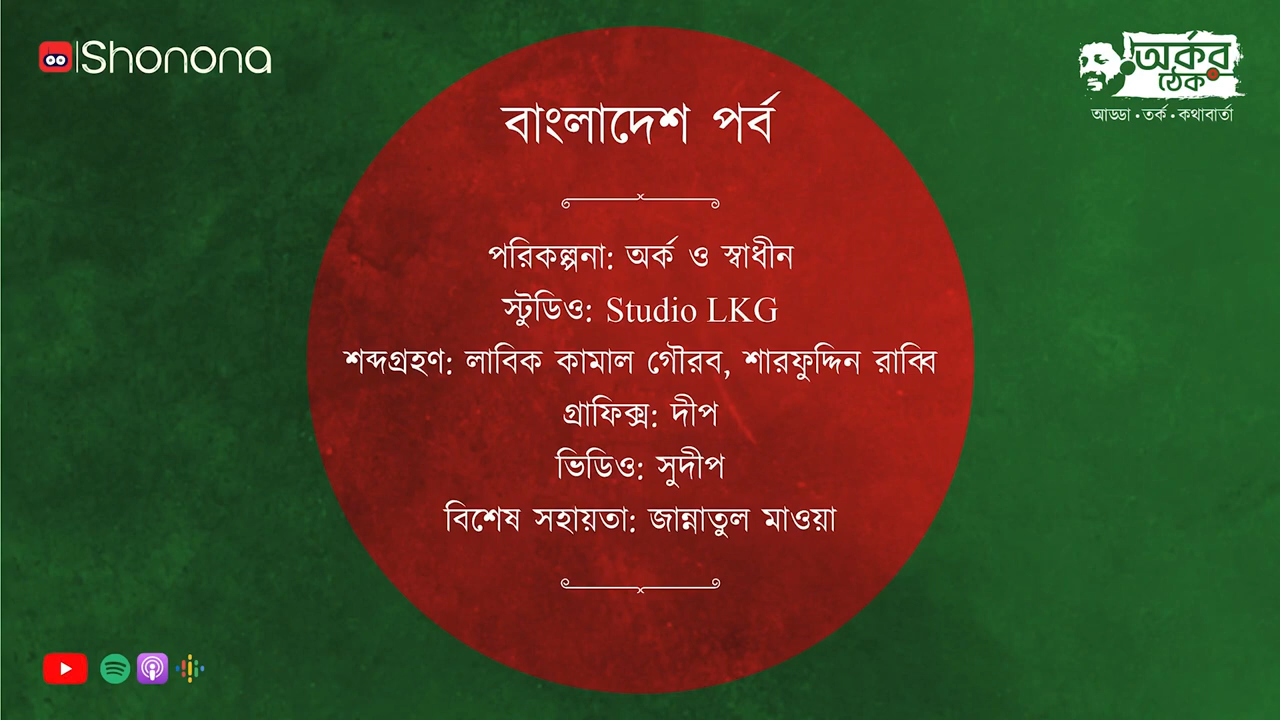 Shonona
অর্কর
ঠেক
আড্ডা • তর্ক • কথাবার্তা
বাংলাদেশ পর্ব
পরিকল্পনা: অর্ক ও স্বাধীন
স্টুডিও: Studio LKG
শব্দগ্রহণ: লাবিক কামাল গৌরব, শারফুদ্দিন রাব্বি
গ্রাফিক্স: দীপ
ভিডিও: সুদীপ
বিশেষ সহায়তা: জান্নাতুল মাওয়া